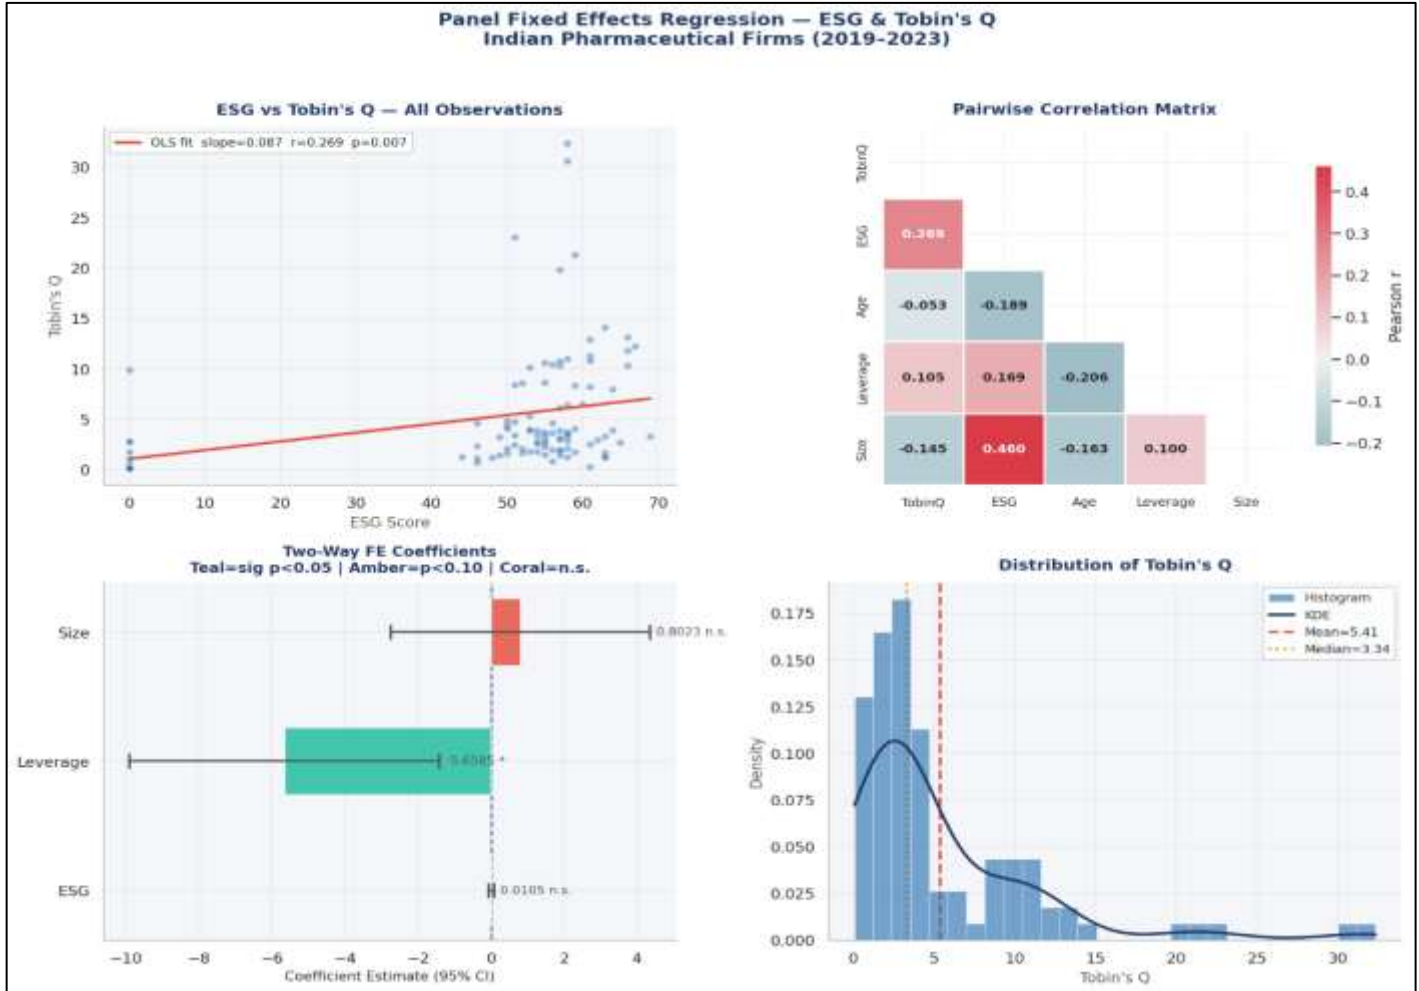 Panel Fixed Effects Regression — ESG & Tobin's Q
Indian Pharmaceutical Firms (2019–2023)
ESG vs Tobin's Q — All Observations
OLS fit slope=0.087 r=0.269 p=0.007
Tobin's Q
30
25
20
15
10
5
0
0 10 20 30 40 50 60 70
ESG Score
Pairwise Correlation Matrix
TobinQ
ESG
Age
Leverage
Size
0.269
-0.053 -0.189
0.105 0.169 -0.206
-0.145 0.460 -0.163 0.100
TobinQ ESG Age Leverage Size
0.4
0.3
0.2
0.1
0.0
−0.1
−0.2
Pearson r
Two-Way FE Coefficients
Teal=sig p<0.05 | Amber=p<0.10 | Coral=n.s.
Size
0.8023 n.s.
Leverage
ESG
0.0105 n.s.
−10 −8 −6 −4 −2 0 2 4
Coefficient Estimate (95% CI)
Distribution of Tobin's Q
Histogram
KDE
Mean=5.41
Median=3.34
Density
0.175
0.150
0.125
0.100
0.075
0.050
0.025
0.000
0 5 10 15 20 25 30
Tobin's Q